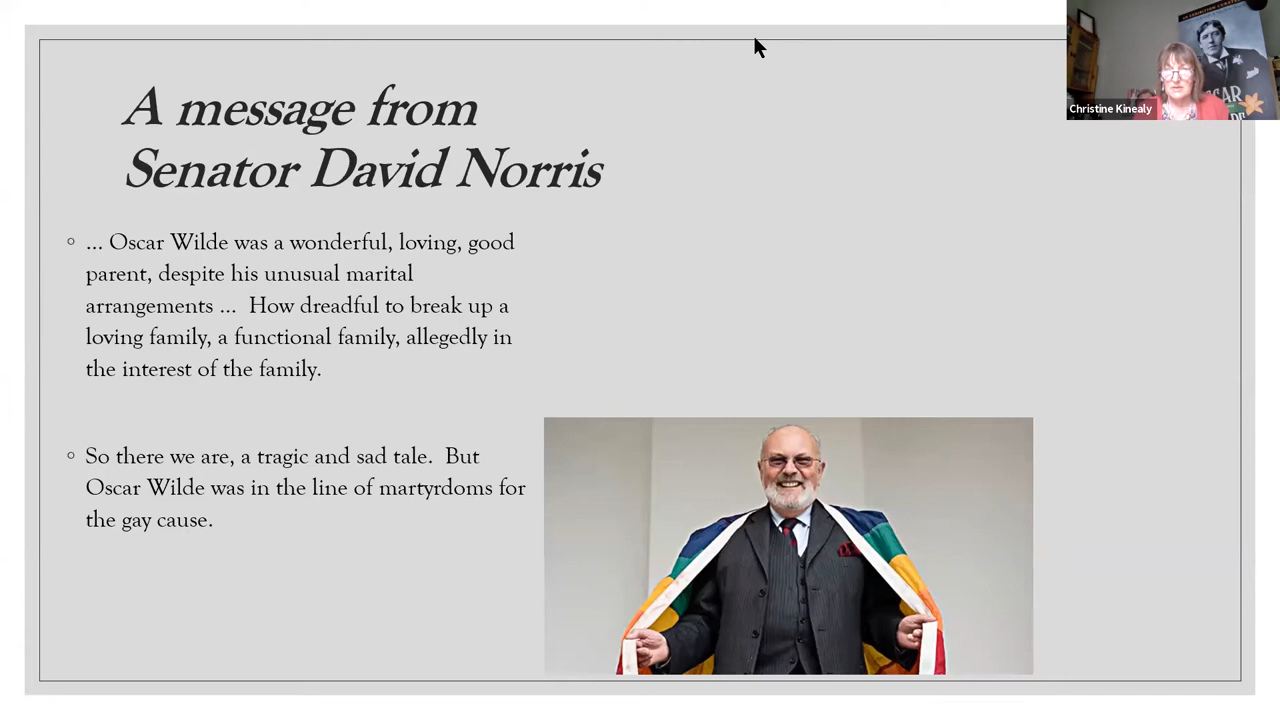 A message from
Senator David Norris
... Oscar Wilde was a wonderful, loving, good
parent, despite his unusual marital
arrangements ...  How dreadful to break up a
loving family, a functional family, allegedly in
the interest of the family.
So there we are, a tragic and sad tale.  But
Oscar Wilde was in the line of martyrdoms for
the gay cause.
Christine Kinealy